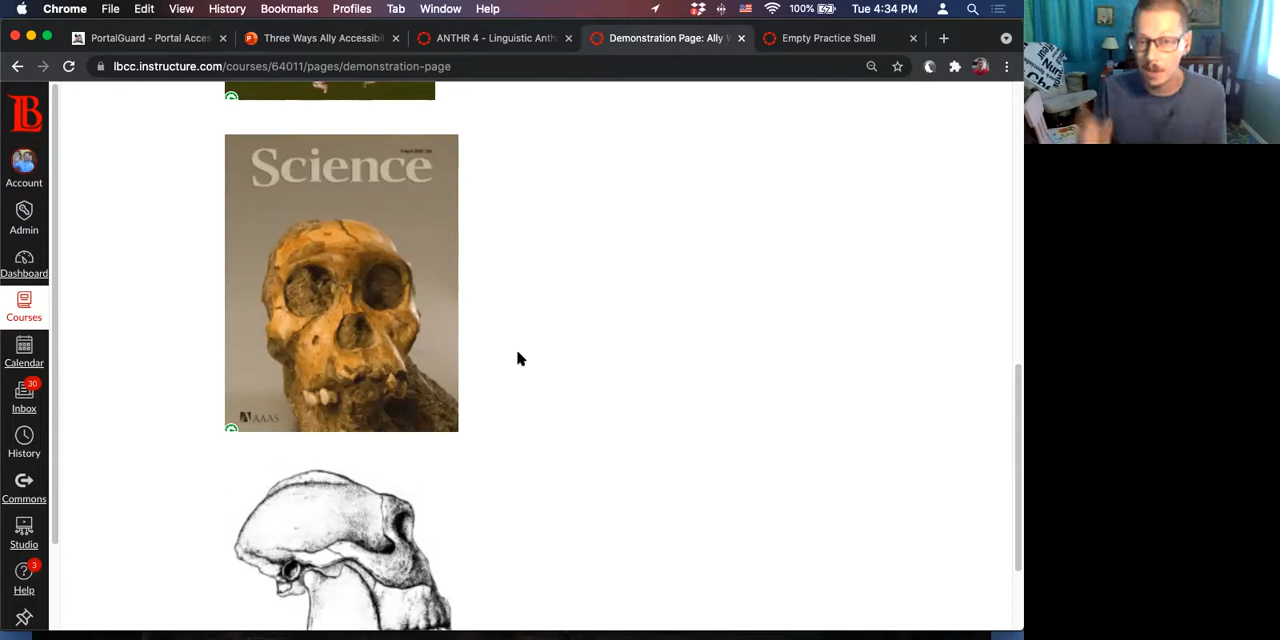 Chrome File Edit View History Bookmarks Profiles Tab Window Help 2 100% Tue 4:34 PM
PortalGuard - Portal Acces Three Ways Ally Accessibi ANTHR 4 - Linguistic Anth Demonstration Page: Ally W Empty Practice Shell
lbcc.instructure.com/courses/64011/pages/demonstration-page
LB
Account
Admin
Dashboard
Courses
Calendar
30
Inbox
History
Commons
Studio
3
Help
Science
AAAS